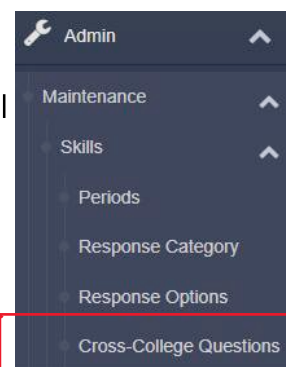 Admin
Maintenance
Skills
Periods
Response Category
Response Options
Cross-College Questions